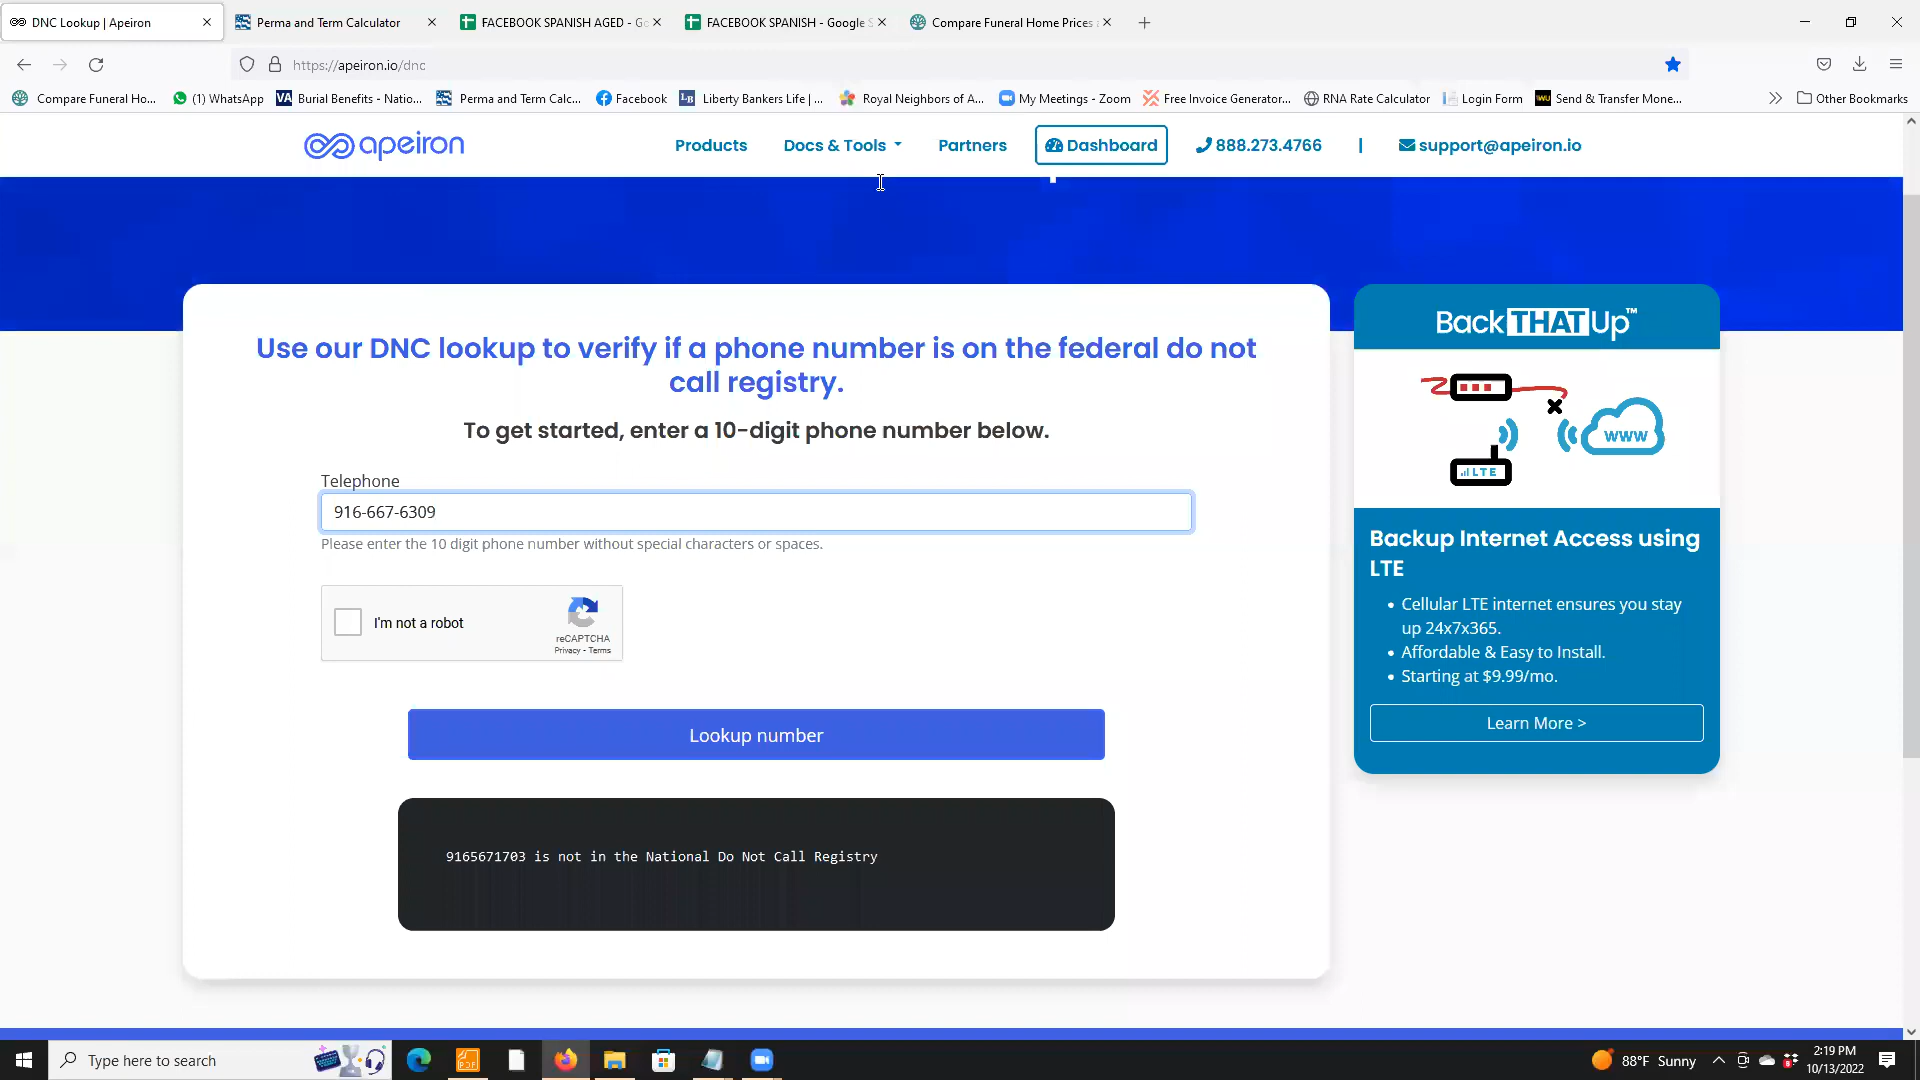 DNC Lookup | Apeiron
Perma and Term Calculator
FACEBOOK SPANISH AGED - Go
FACEBOOK SPANISH - Google S
Compare Funeral Home Prices
https://apeiron.io/dnc
Compare Funeral Ho...
(1) WhatsApp
VA Burial Benefits - Natio...
Perma and Term Calc...
Facebook
LB Liberty Bankers Life | ...
Royal Neighbors of A...
My Meetings - Zoom
Free Invoice Generator...
RNA Rate Calculator
Login Form
WU Send & Transfer Mone...
Other Bookmarks
apeiron
Products
Docs & Tools
Partners
Dashboard
888.273.4766
|
support@apeiron.io
Use our DNC lookup to verify if a phone number is on the federal do not
call registry.
To get started, enter a 10-digit phone number below.
Telephone
916-667-6309
Please enter the 10 digit phone number without special characters or spaces.
I'm not a robot
reCAPTCHA
Privacy - Terms
Lookup number
9165671703 is not in the National Do Not Call Registry
BackTHATUp™
WWW
LTE
Backup Internet Access using
LTE
• Cellular LTE internet ensures you stay
up 24x7x365.
• Affordable & Easy to Install.
• Starting at $9.99/mo.
Learn More >
Type here to search
PDF
88°F Sunny
2:19 PM
10/13/2022